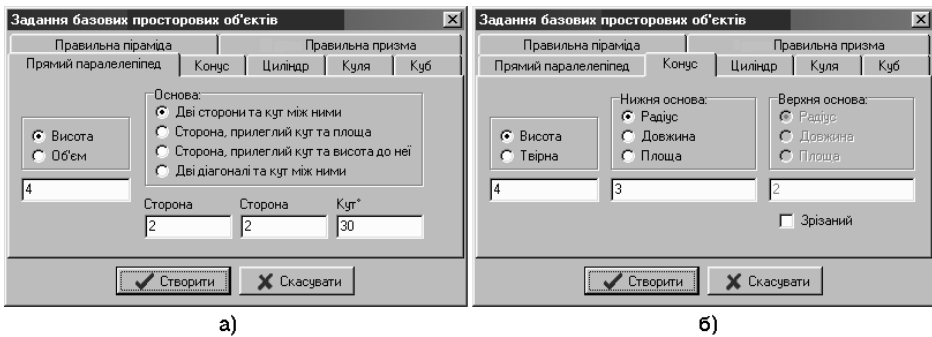 Задання базових просторових об'єктів
Правильна піраміда Правильна призма
Прямий паралелепіпед Конус Циліндр Куля Куб
Основа:
Дві сторони та кут між ними
Сторона, прилеглий кут та площа
Сторона, прилеглий кут та висота до неї
Дві діагоналі та кут між ними
Висота
Об'єм
4
Сторона Сторона Кут°
2 2 30
Створити Скасувати
а)
Задання базових просторових об'єктів
Правильна піраміда Правильна призма
Прямий паралелепіпед Конус Циліндр Куля Куб
Висота
Твірна
4
Нижня основа:
Радіус
Довжина
Площа
3
Верхня основа:
Радіус
Довжина
Площа
2
Зрізаний
Створити Скасувати
б)